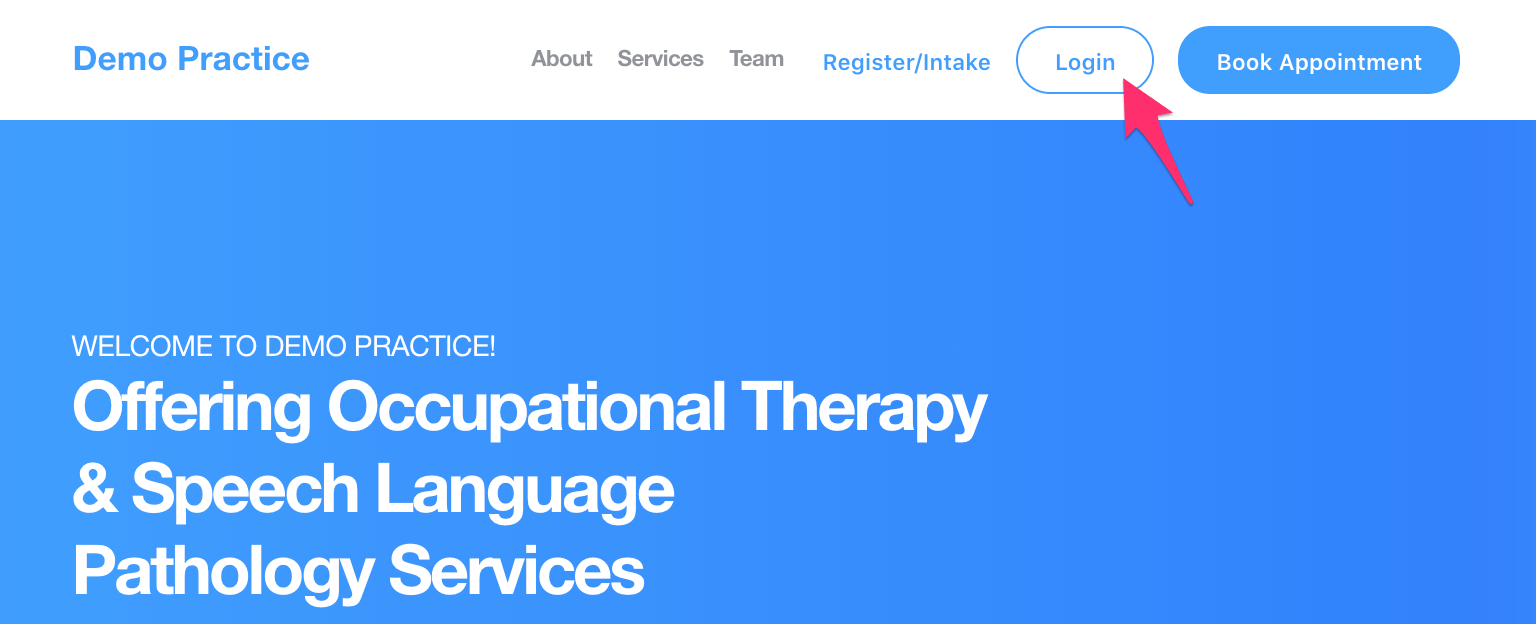 Demo Practice
About Services Team Register/Intake Login Book Appointment
WELCOME TO DEMO PRACTICE!
Offering Occupational Therapy
& Speech Language
Pathology Services